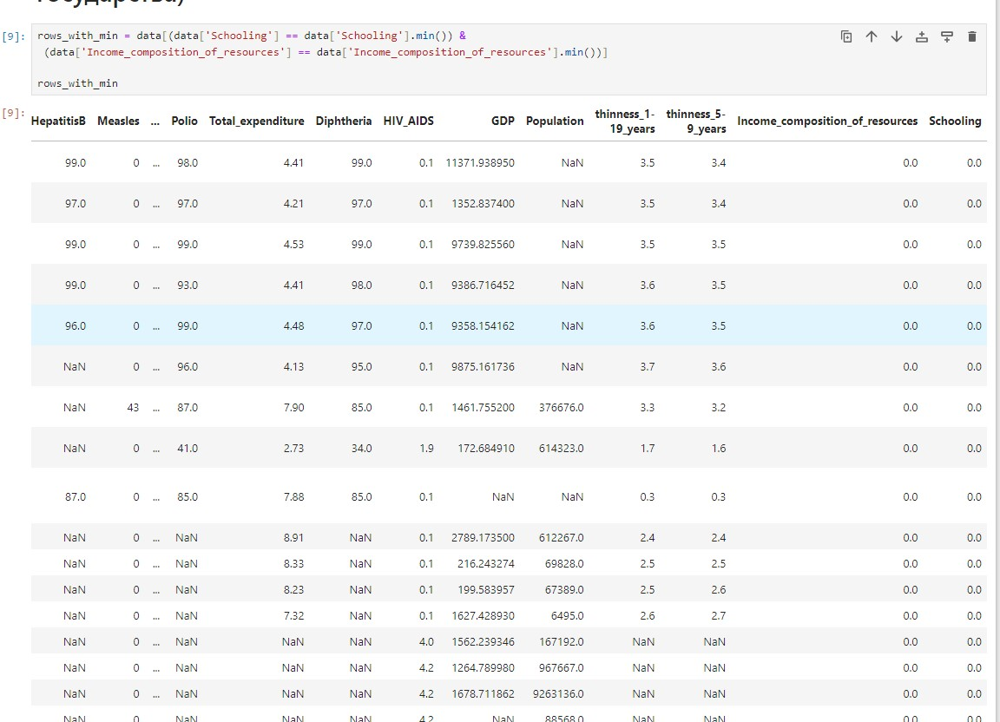 государства)
[9]: rows_with_min = data[(data['Schooling'] == data['Schooling'].min()) &
(data['Income_composition_of_resources'] == data['Income_composition_of_resources'].min())]
rows_with_min
[9]: HepatitisB Measles ... Polio Total_expenditure Diphtheria HIV_AIDS GDP Population thinness_1-19_years thinness_5-9_years Income_composition_of_resources Schooling
99.0 0 ... 98.0 4.41 99.0 0.1 11371.938950 NaN 3.5 3.4 0.0 0.0
97.0 0 ... 97.0 4.21 97.0 0.1 1352.837400 NaN 3.5 3.4 0.0 0.0
99.0 0 ... 99.0 4.53 99.0 0.1 9739.825560 NaN 3.5 3.5 0.0 0.0
99.0 0 ... 93.0 4.41 98.0 0.1 9386.716452 NaN 3.6 3.5 0.0 0.0
96.0 0 ... 99.0 4.48 97.0 0.1 9358.154162 NaN 3.6 3.5 0.0 0.0
NaN 0 ... 96.0 4.13 95.0 0.1 9875.161736 NaN 3.7 3.6 0.0 0.0
NaN 43 ... 87.0 7.90 85.0 0.1 1461.755200 376676.0 3.3 3.2 0.0 0.0
NaN 0 ... 41.0 2.73 34.0 1.9 172.684910 614323.0 1.7 1.6 0.0 0.0
87.0 0 ... 85.0 7.88 85.0 0.1 NaN NaN 0.3 0.3 0.0 0.0
NaN 0 ... NaN 8.91 NaN 0.1 2789.173500 612267.0 2.4 2.4 0.0 0.0
NaN 0 ... NaN 8.33 NaN 0.1 216.243274 69828.0 2.5 2.5 0.0 0.0
NaN 0 ... NaN 8.23 NaN 0.1 199.583957 67389.0 2.5 2.6 0.0 0.0
NaN 0 ... NaN 7.32 NaN 0.1 1627.428930 6495.0 2.6 2.7 0.0 0.0
NaN 0 ... NaN NaN NaN 4.0 1562.239346 167192.0 NaN NaN 0.0 0.0
NaN 0 ... NaN NaN NaN 4.2 1264.789980 967667.0 NaN NaN 0.0 0.0
NaN 0 ... NaN NaN NaN 4.2 1678.711862 9263136.0 NaN NaN 0.0 0.0
NaN 0 ... NaN NaN NaN 4.2 NaN 88568.0 NaN NaN 0.0 0.0